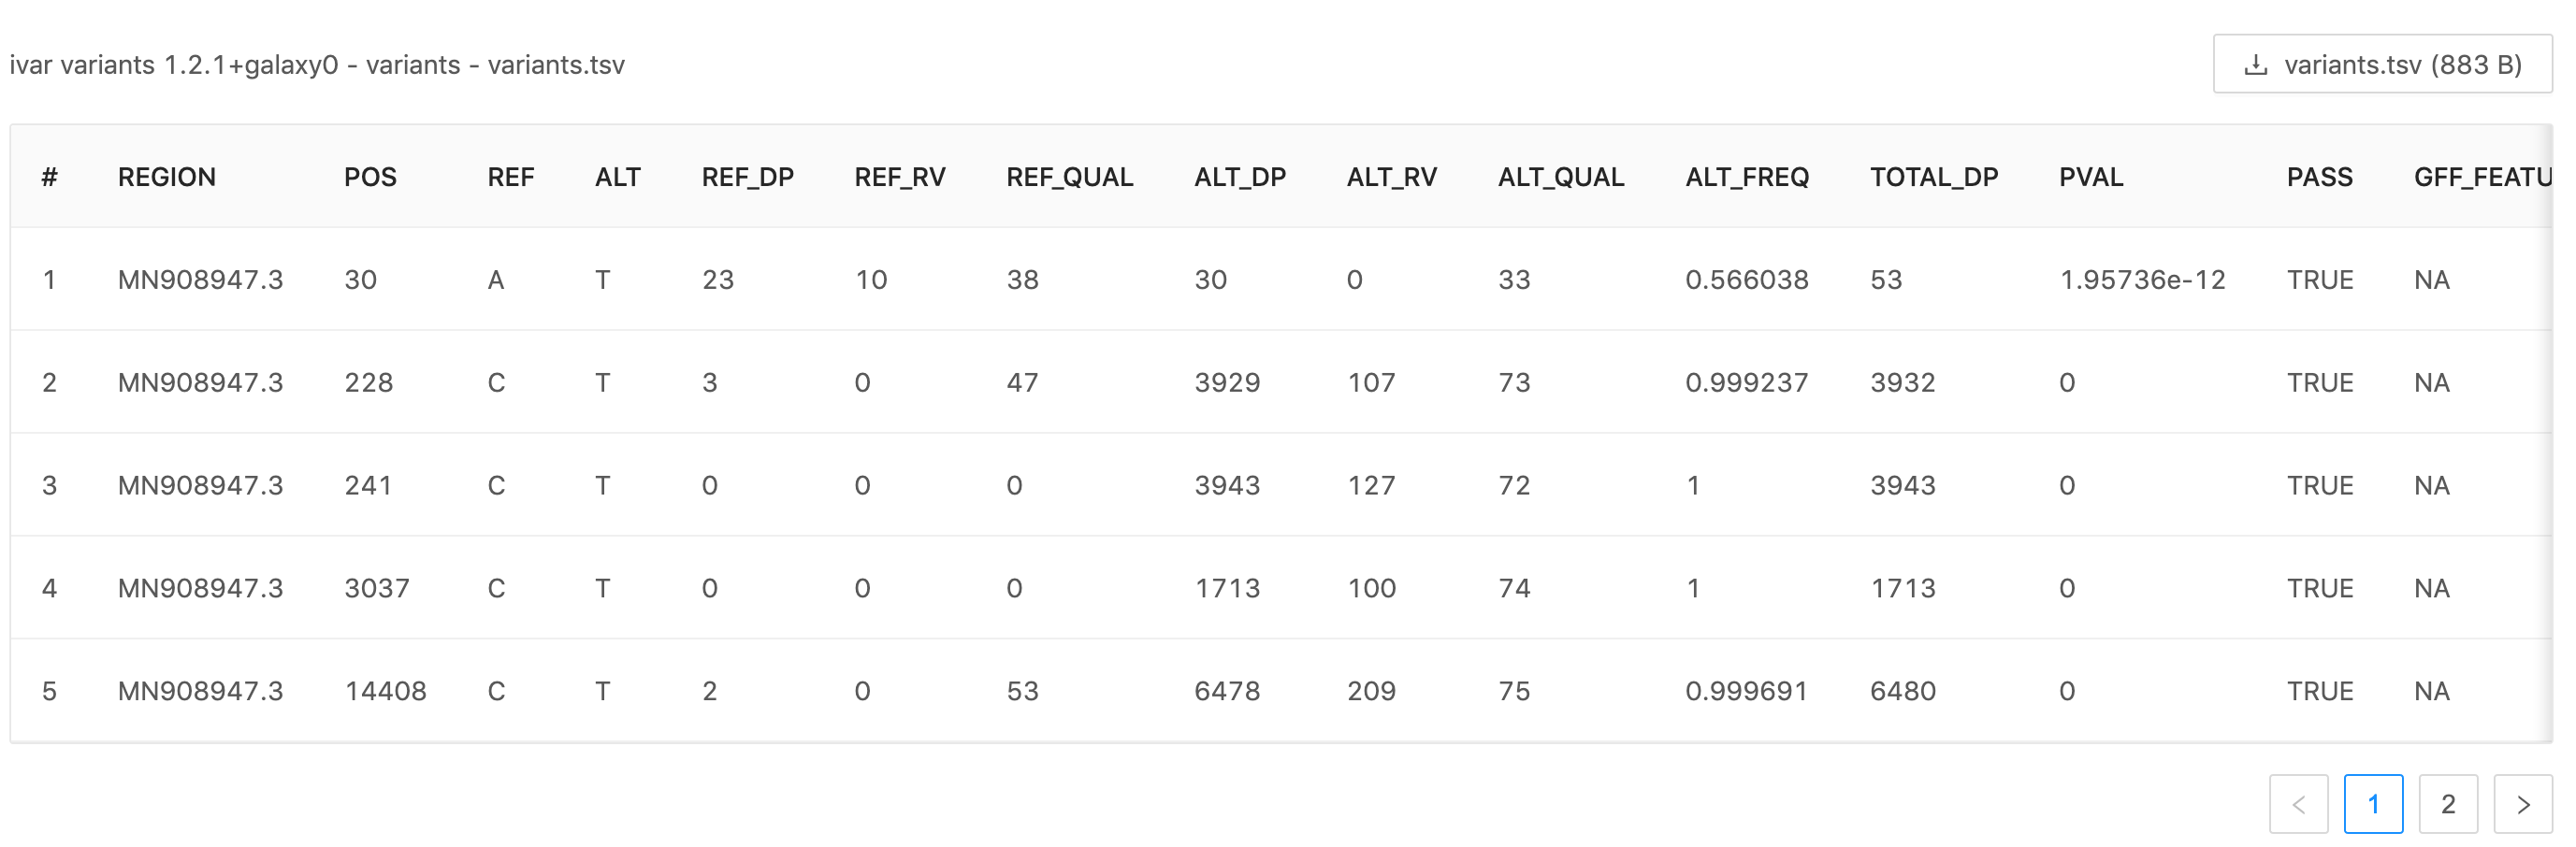 ivar variants 1.2.1+galaxy0 - variants - variants.tsv
variants.tsv (883 B)
# REGION POS REF ALT REF_DP REF_RV REF_QUAL ALT_DP ALT_RV ALT_QUAL ALT_FREQ TOTAL_DP PVAL PASS GFF_FEATU
1 MN908947.3 30 A T 23 10 38 30 0 33 0.566038 53 1.95736e-12 TRUE NA
2 MN908947.3 228 C T 3 0 47 3929 107 73 0.999237 3932 0 TRUE NA
3 MN908947.3 241 C T 0 0 0 3943 127 72 1 3943 0 TRUE NA
4 MN908947.3 3037 C T 0 0 0 1713 100 74 1 1713 0 TRUE NA
5 MN908947.3 14408 C T 2 0 53 6478 209 75 0.999691 6480 0 TRUE NA
< 1 2 >